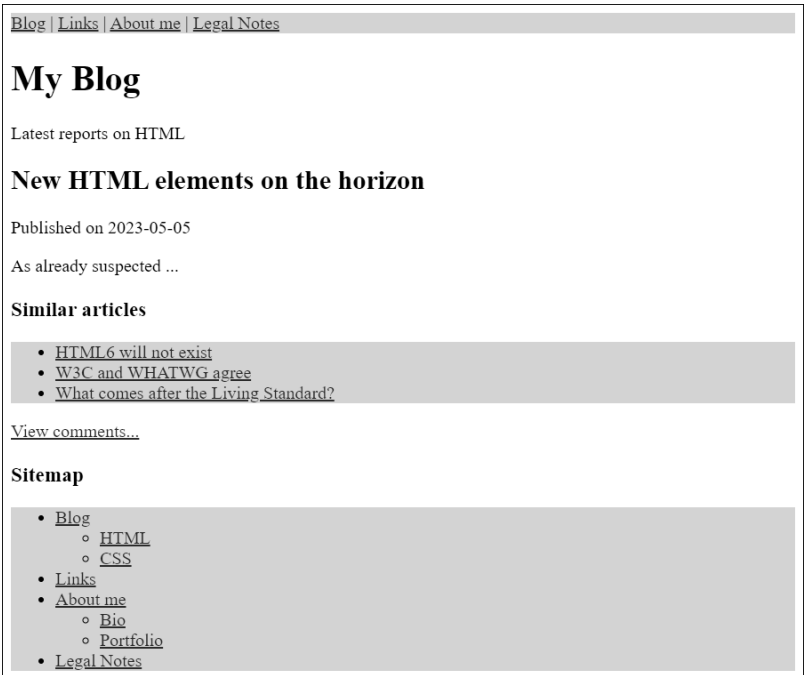 Blog | Links | About me | Legal Notes
My Blog
Latest reports on HTML
New HTML elements on the horizon
Published on 2023-05-05
As already suspected ...
Similar articles
• HTML6 will not exist
• W3C and WHATWG agree
• What comes after the Living Standard?
View comments...
Sitemap
• Blog
◦ HTML
◦ CSS
• Links
• About me
◦ Bio
◦ Portfolio
• Legal Notes